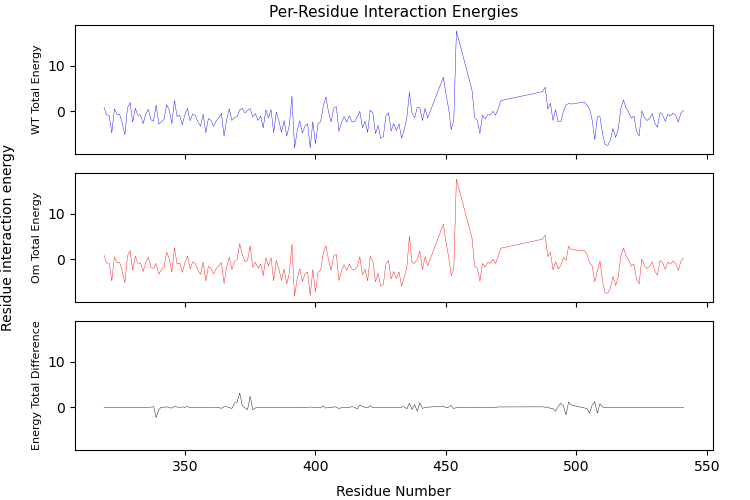 Per-Residue Interaction Energies
Residue interaction energy
WT Total Energy
10
0
Om Total Energy
10
0
Energy Total Difference
10
0
350
400
450
500
550
Residue Number